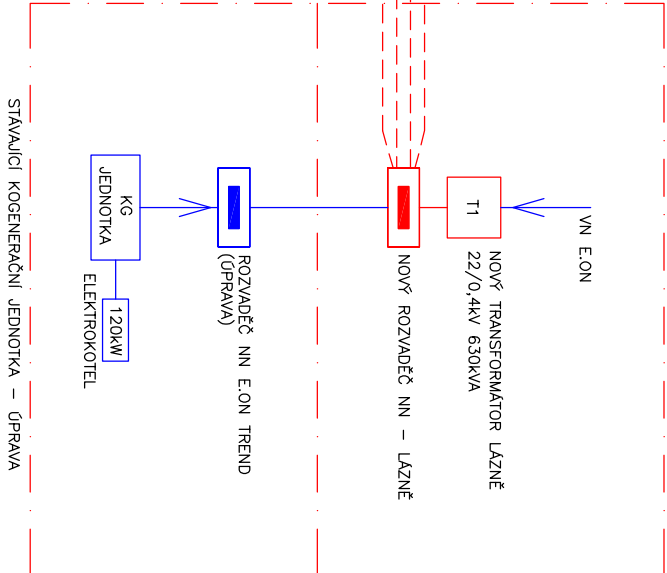 VN E.ON
T1
NOVÝ TRANSFORMÁTOR LÁZNĚ
22/0,4kV 630kVA
NOVÝ ROZVADĚČ NN – LÁZNĚ
ROZVADĚČ NN E.ON TREND
(ÚPRAVA)
KG
JEDNOTKA
120kW
ELEKTROKOTEL
STÁVAJÍCÍ KOGENERAČNÍ JEDNOTKA – ÚPRAVA